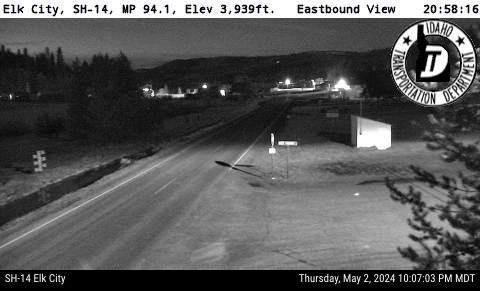 Elk City, SH-14, MP 94.1, Elev 3,939ft. Eastbound View 20:58:16
IDAHO
TRANSPORTATION DEPARTMENT
SH-14 Elk City Thursday, May 2, 2024 10:07:03 PM MDT